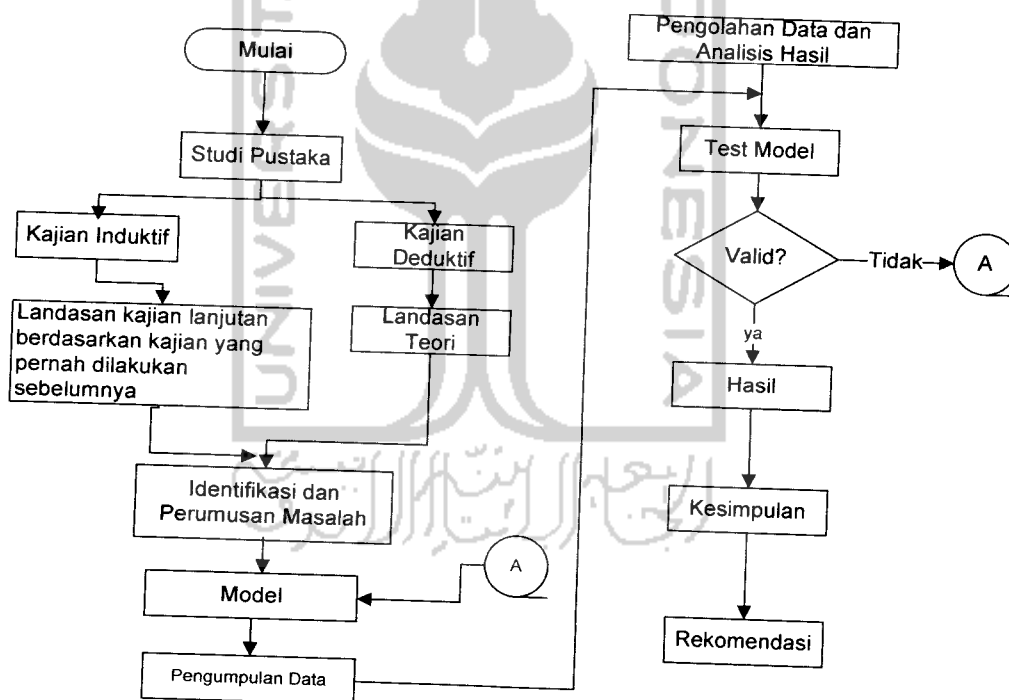 Mulai
Studi Pustaka
Kajian Induktif
Kajian
Deduktif
Landasan kajian lanjutan
berdasarkan kajian yang
pernah dilakukan
sebelumnya
Landasan
Teori
Identifikasi dan
Perumusan Masalah
A
Model
Pengumpulan Data
Pengolahan Data dan
Analisis Hasil
Test Model
Valid?
Tidak
A
ya
Hasil
Kesimpulan
Rekomendasi